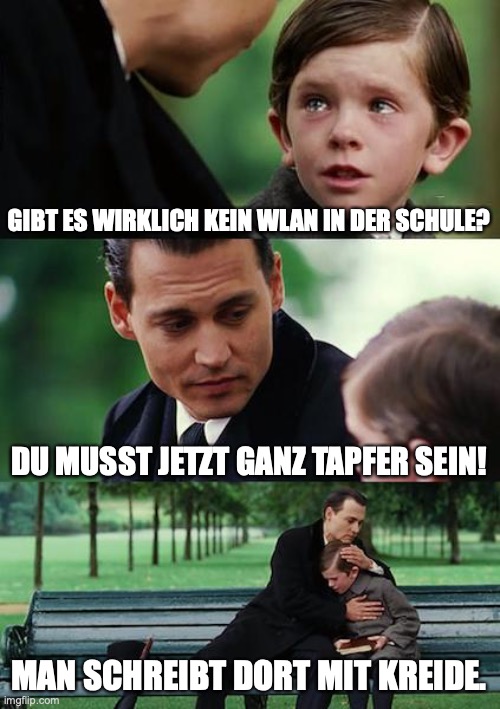 GIBT ES WIRKLICH KEIN WLAN IN DER SCHULE?
DU MUSST JETZT GANZ TAPFER SEIN!
MAN SCHREIBT DORT MIT KREIDE.
imgflip.com